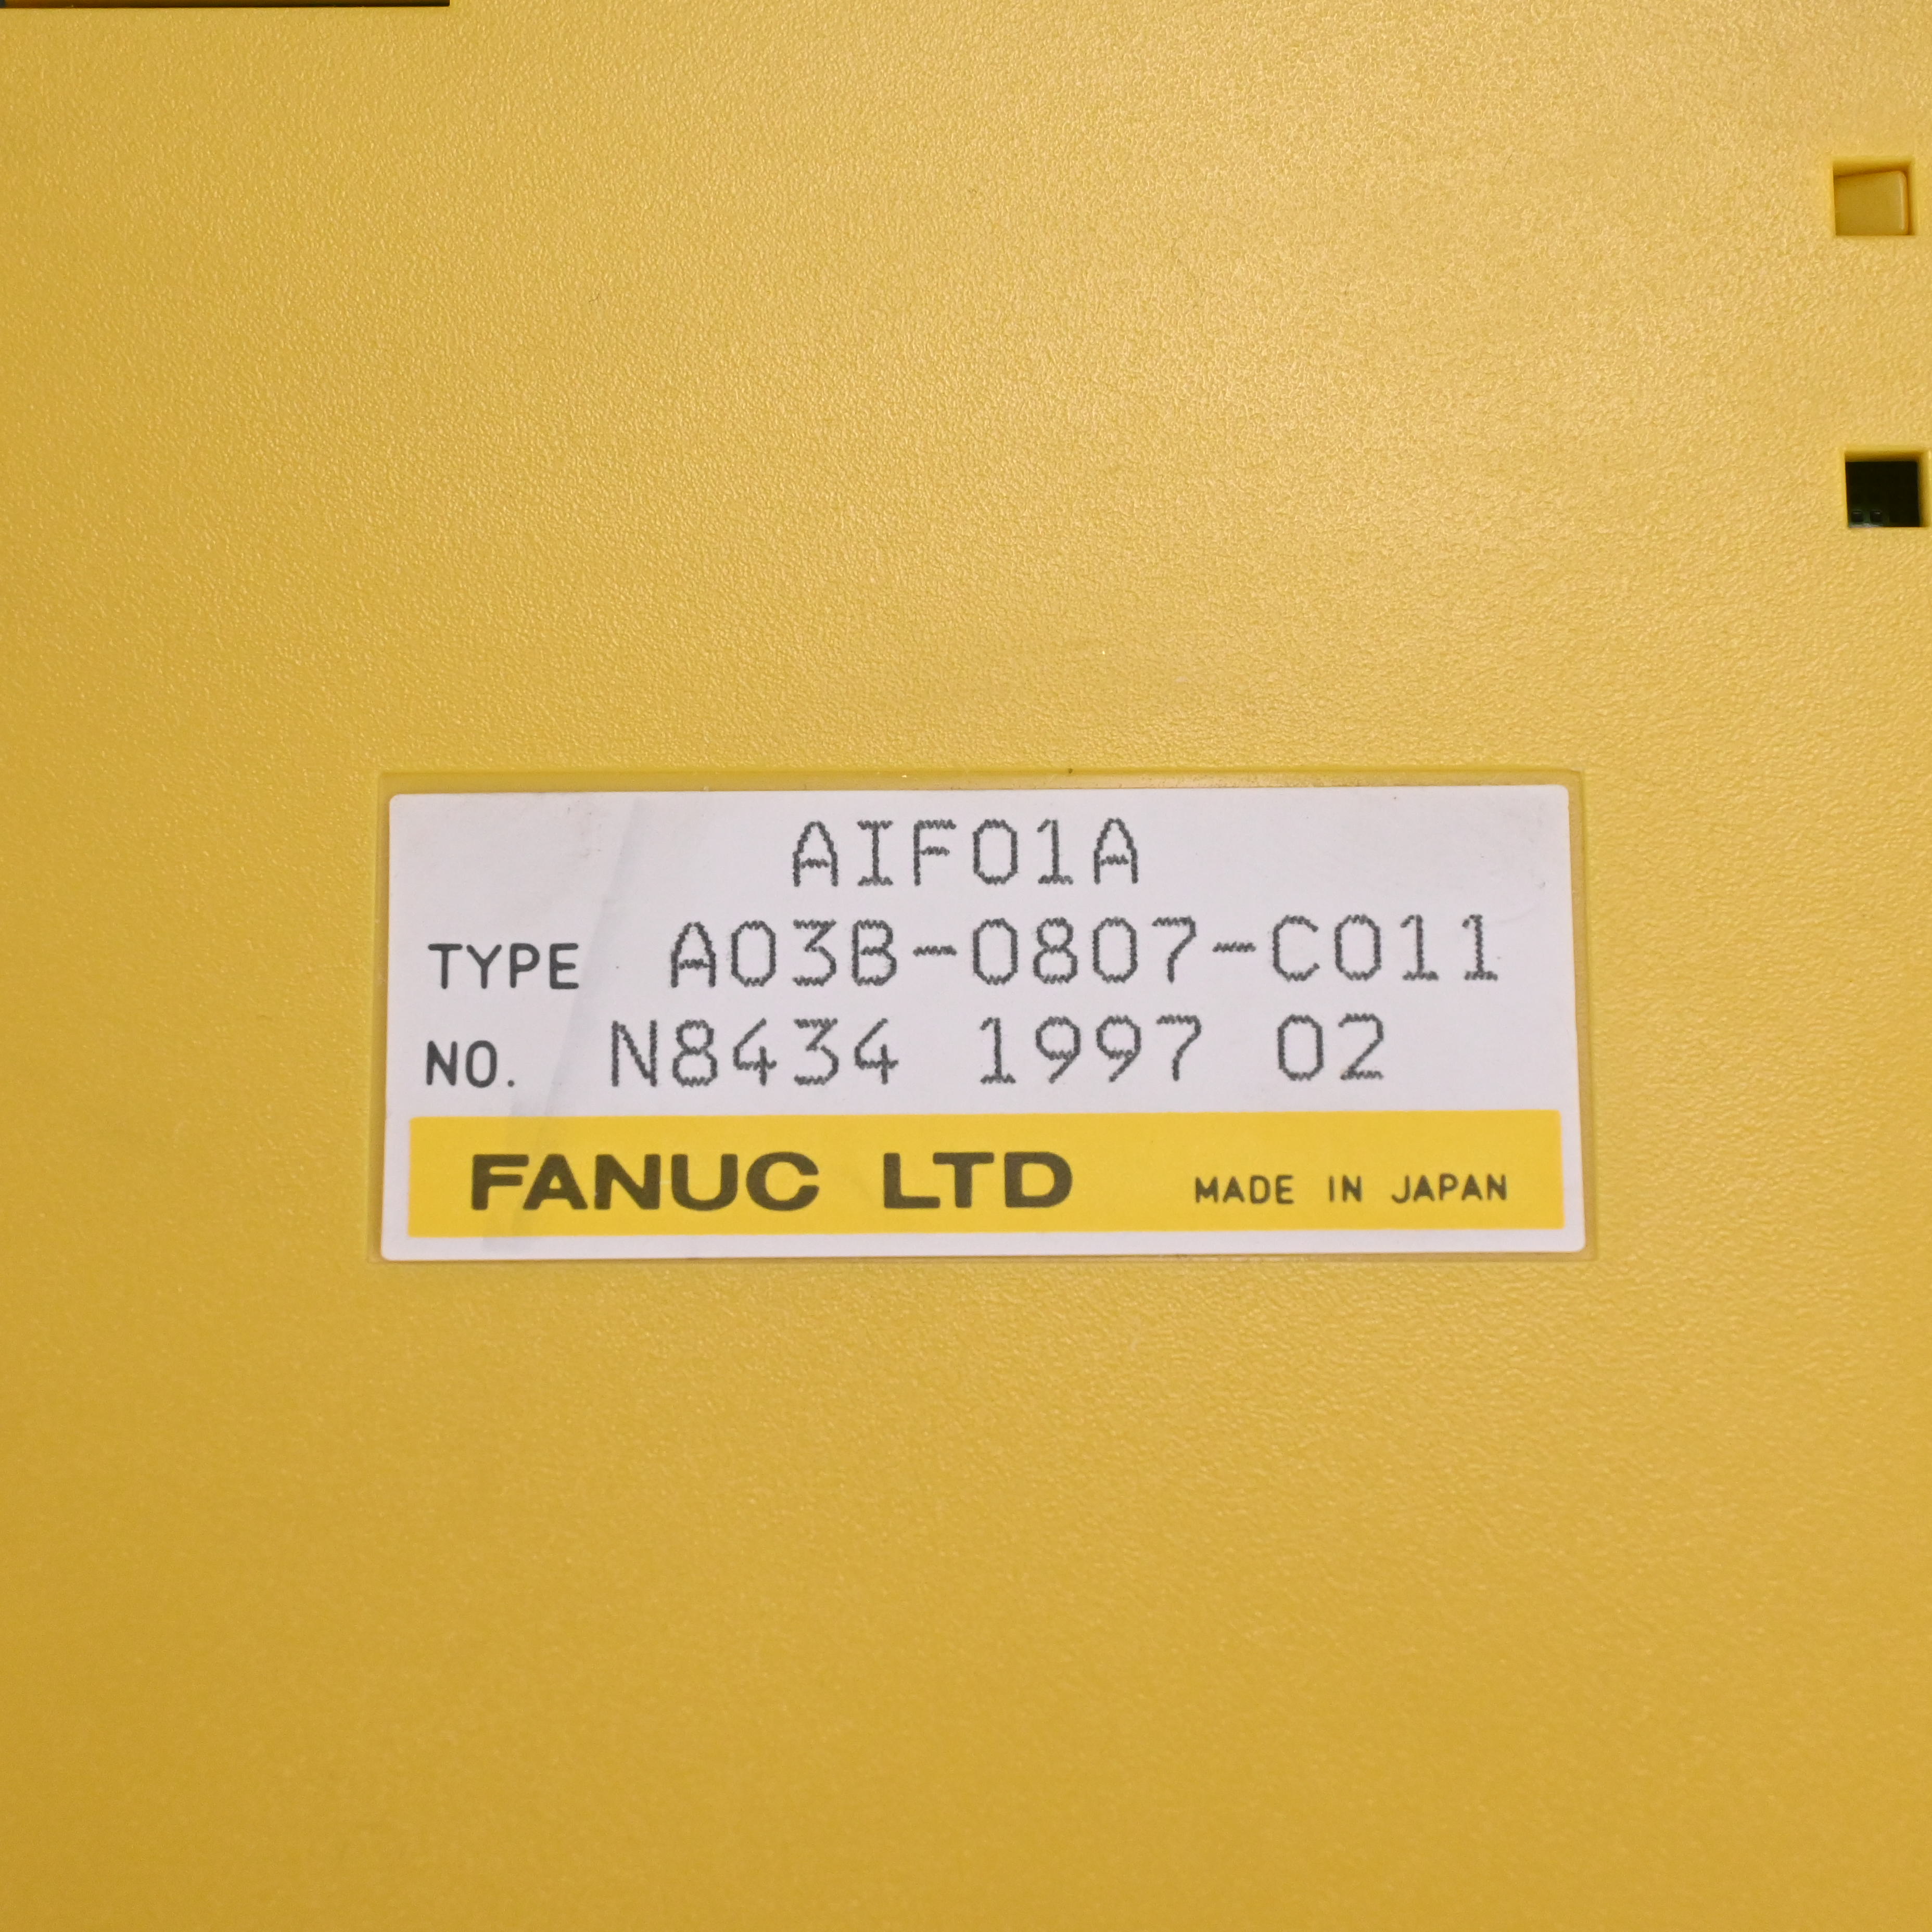 AIF01A
TYPE A03B-0807-C011
NO. N8434 1997 02
FANUC LTD MADE IN JAPAN